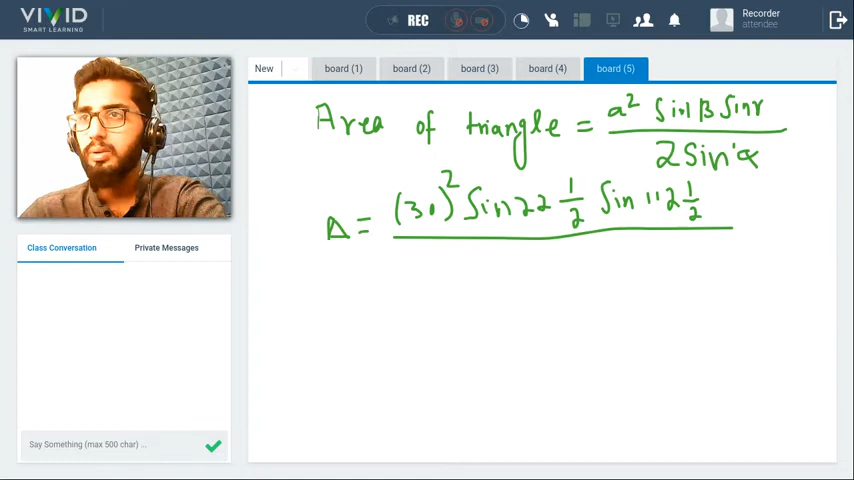 VIVID
SMART LEARNING
REC
Recorder
attendee
New
board (1)
board (2)
board (3)
board (4)
board (5)
Area of triangle = a² Sin β Sin γ / 2 Sin α
Δ = (30)² Sin 22 1/2 Sin 112 1/2
Class Conversation
Private Messages
Say Something (max 500 char) ...